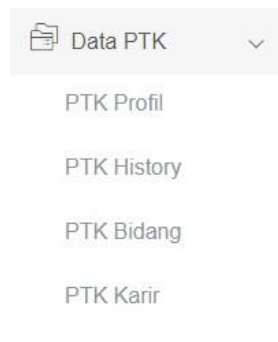 Data PTK
PTK Profil
PTK History
PTK Bidang
PTK Karir